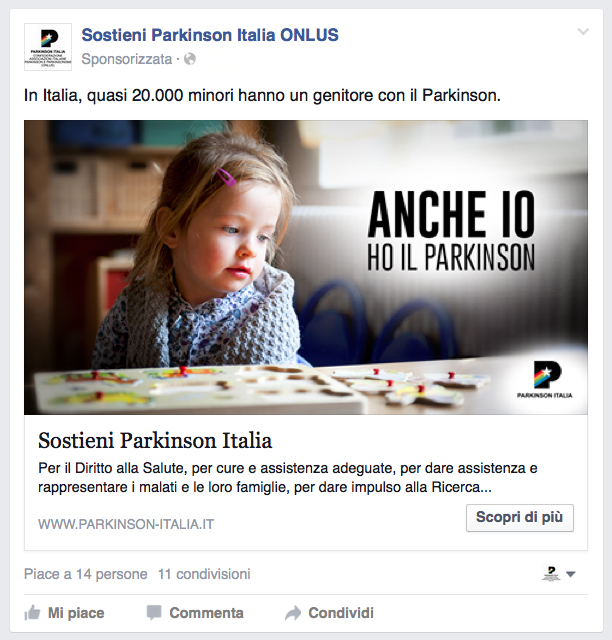 Sostieni Parkinson Italia ONLUS
Sponsorizzata ·
In Italia, quasi 20.000 minori hanno un genitore con il Parkinson.
ANCHE IO
HO IL PARKINSON
PARKINSON ITALIA
Sostieni Parkinson Italia
Per il Diritto alla Salute, per cure e assistenza adeguate, per dare assistenza e
rappresentare i malati e le loro famiglie, per dare impulso alla Ricerca...
WWW.PARKINSON-ITALIA.IT
Scopri di più
Piace a 14 persone 11 condivisioni
Mi piace Commenta Condividi